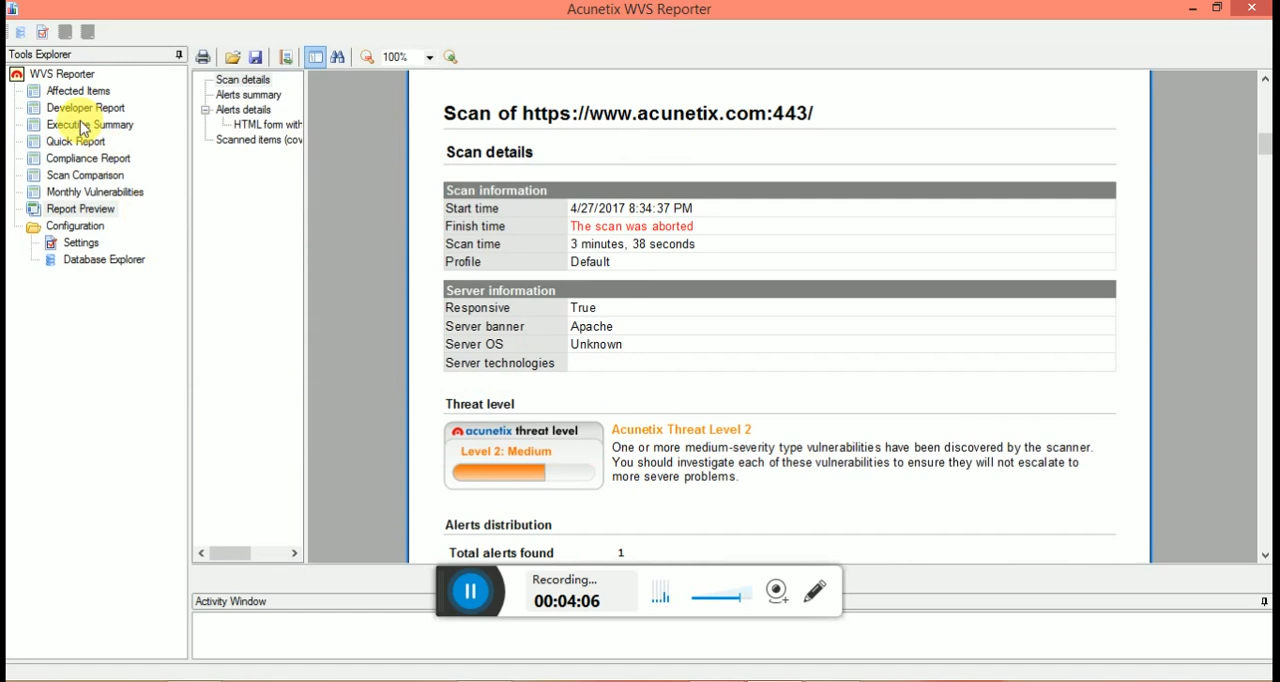 Acunetix WVS Reporter
Tools Explorer
100%
WVS Reporter
Affected Items
Developer Report
Executive Summary
Quick Report
Compliance Report
Scan Comparison
Monthly Vulnerabilities
Report Preview
Configuration
Settings
Database Explorer
Scan details
Alerts summary
Alerts details
HTML form with
Scanned items (cov
Scan of https://www.acunetix.com:443/
Scan details
Scan information
Start time 4/27/2017 8:34:37 PM
Finish time The scan was aborted
Scan time 3 minutes, 38 seconds
Profile Default
Server information
Responsive True
Server banner Apache
Server OS Unknown
Server technologies
Threat level
acunetix threat level
Level 2: Medium
Acunetix Threat Level 2
One or more medium-severity type vulnerabilities have been discovered by the scanner.
You should investigate each of these vulnerabilities to ensure they will not escalate to
more severe problems.
Alerts distribution
Total alerts found 1
Recording...
00:04:06
Activity Window